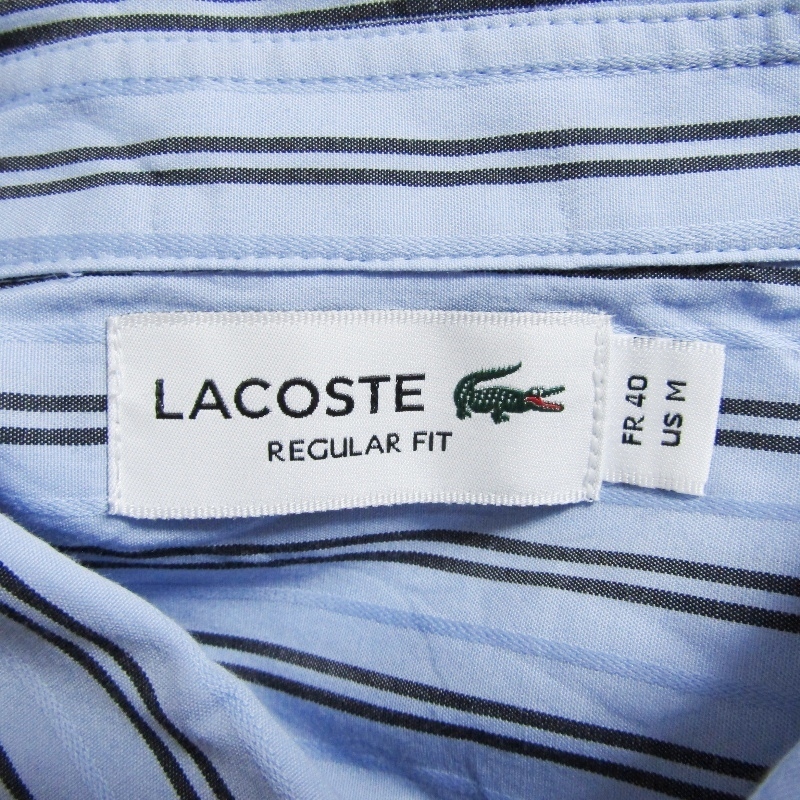 LACOSTE
REGULAR FIT
FR 40
US M